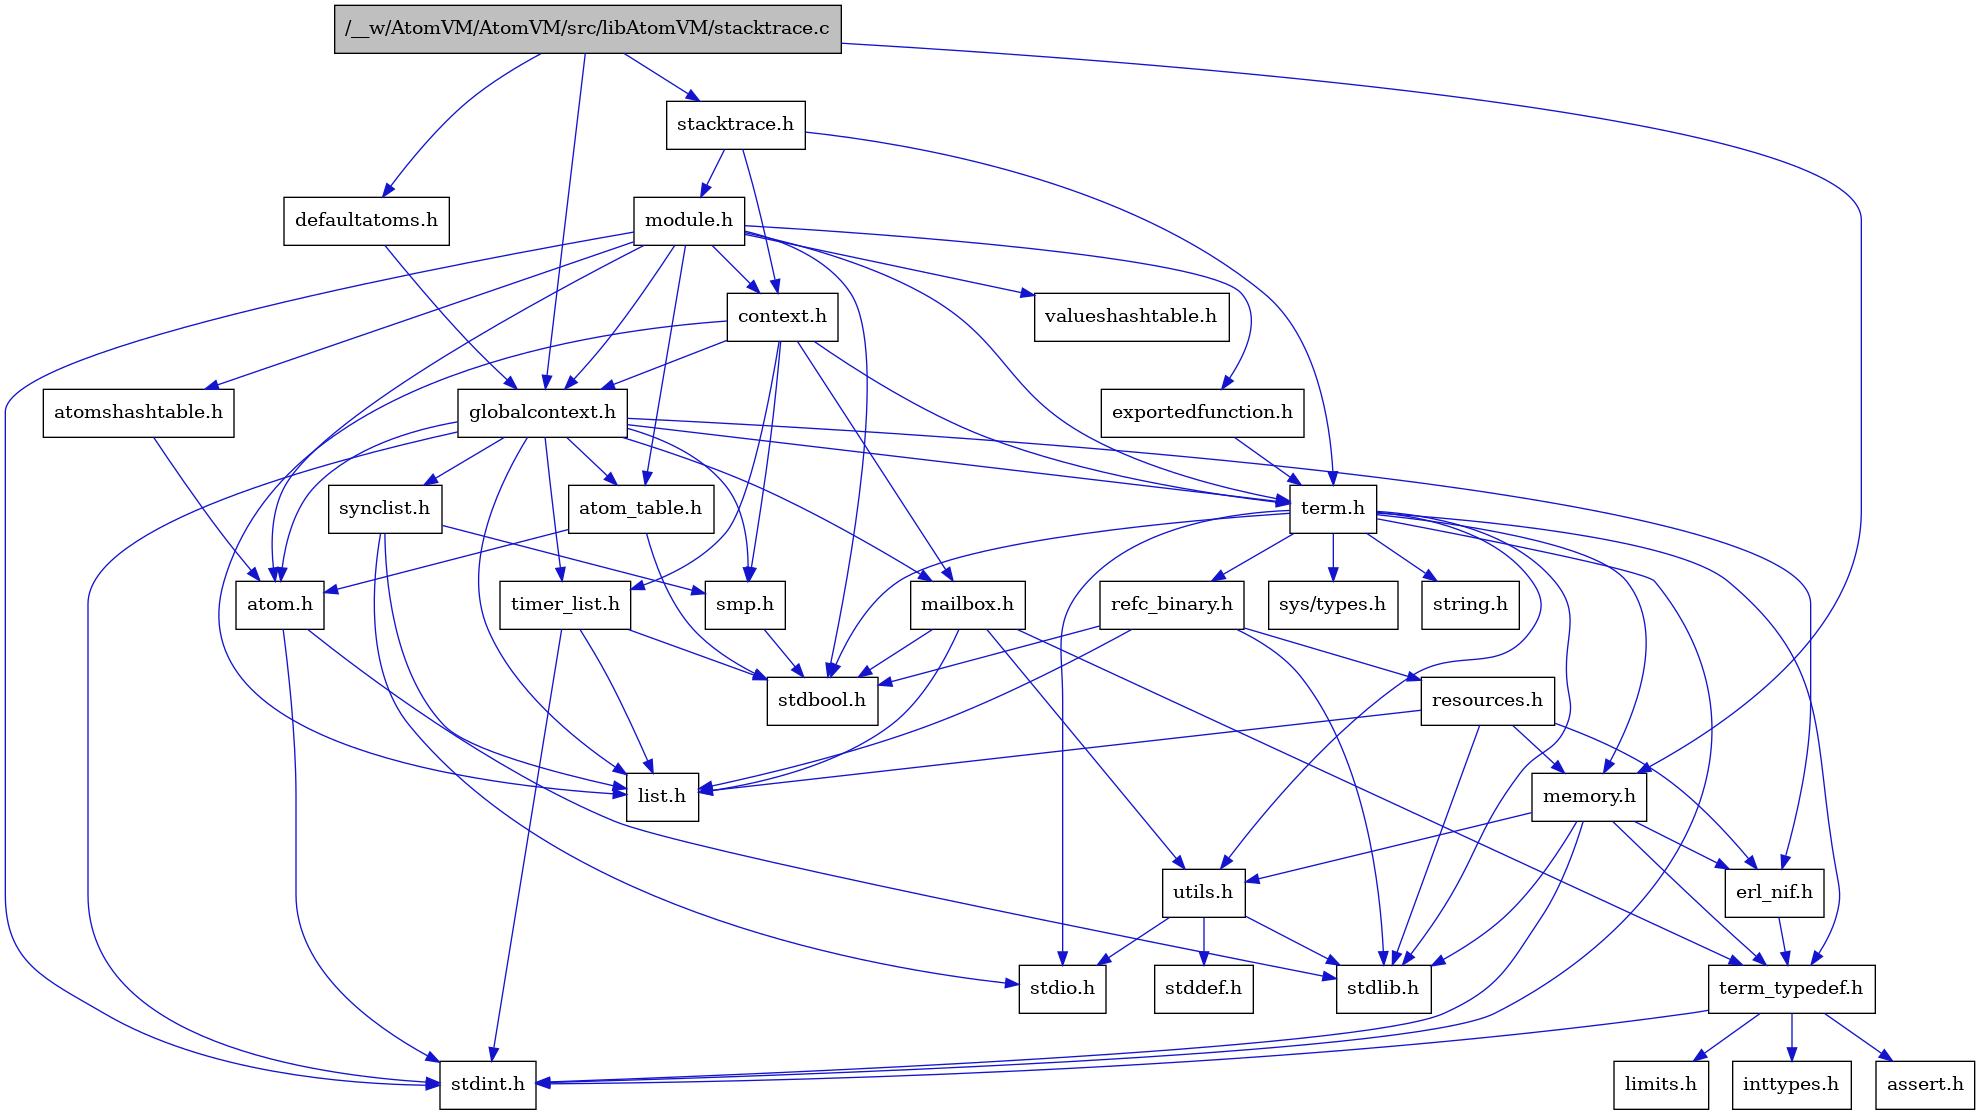 /__w/AtomVM/AtomVM/src/libAtomVM/stacktrace.c
stacktrace.h
defaultatoms.h
module.h
context.h
valueshashtable.h
atomshashtable.h
globalcontext.h
exportedfunction.h
synclist.h
atom_table.h
term.h
atom.h
timer_list.h
smp.h
mailbox.h
refc_binary.h
sys/types.h
string.h
stdbool.h
resources.h
list.h
memory.h
utils.h
erl_nif.h
stdio.h
stddef.h
stdlib.h
term_typedef.h
stdint.h
limits.h
inttypes.h
assert.h